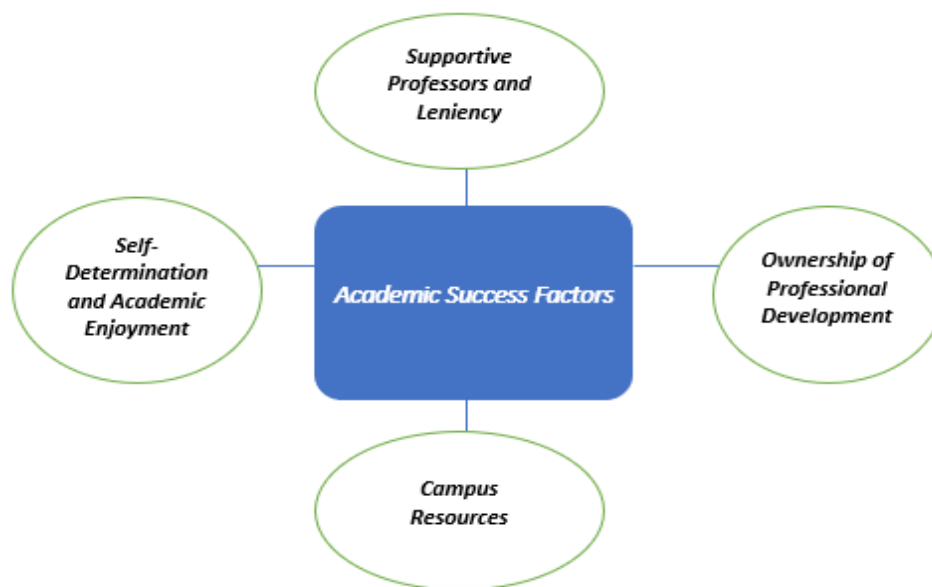 Supportive
Professors and
Leniency
Self-
Determination
and Academic
Enjoyment
Academic Success Factors
Ownership of
Professional
Development
Campus
Resources